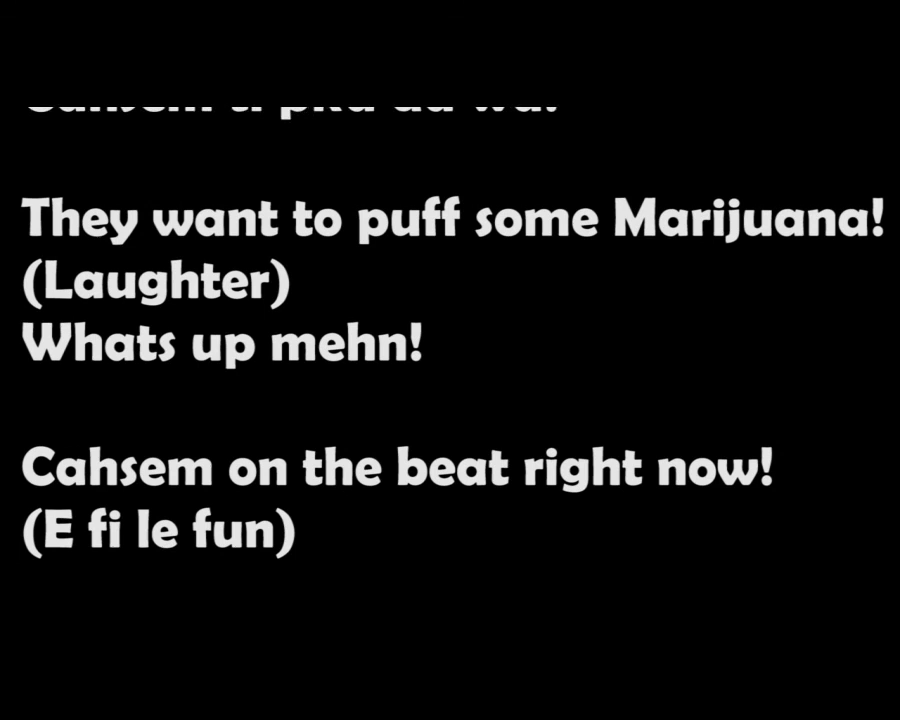 They want to puff some Marijuana!
(Laughter)
Whats up mehn!
Cahsem on the beat right now!
(E fi le fun)